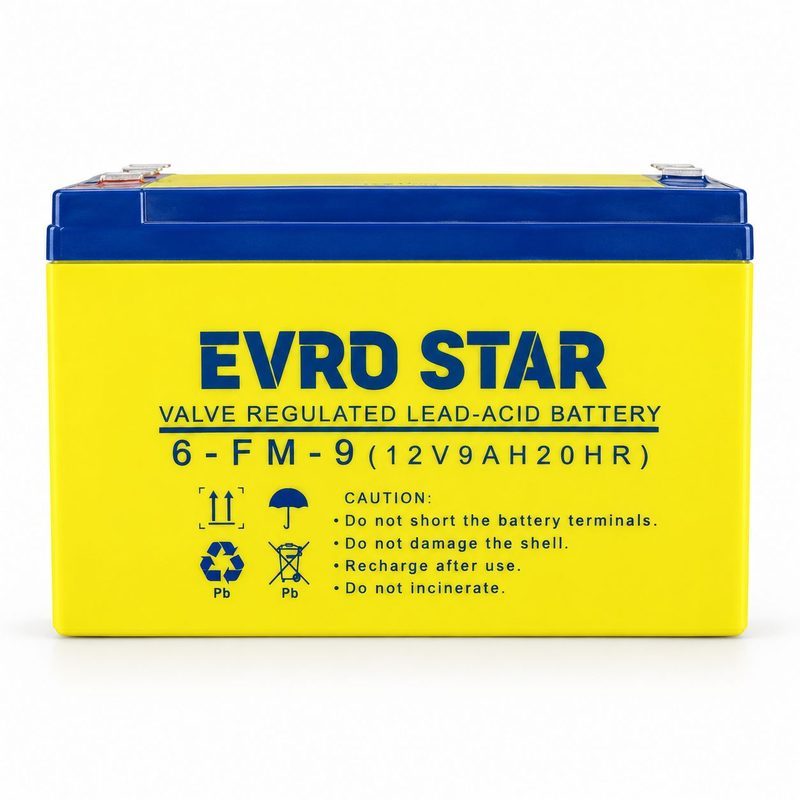 EVRO STAR
VALVE REGULATED LEAD-ACID BATTERY
6-FM-9 (12V9AH20HR)
CAUTION:
• Do not short the battery terminals.
• Do not damage the shell.
• Recharge after use.
• Do not incinerate.
Pb
Pb